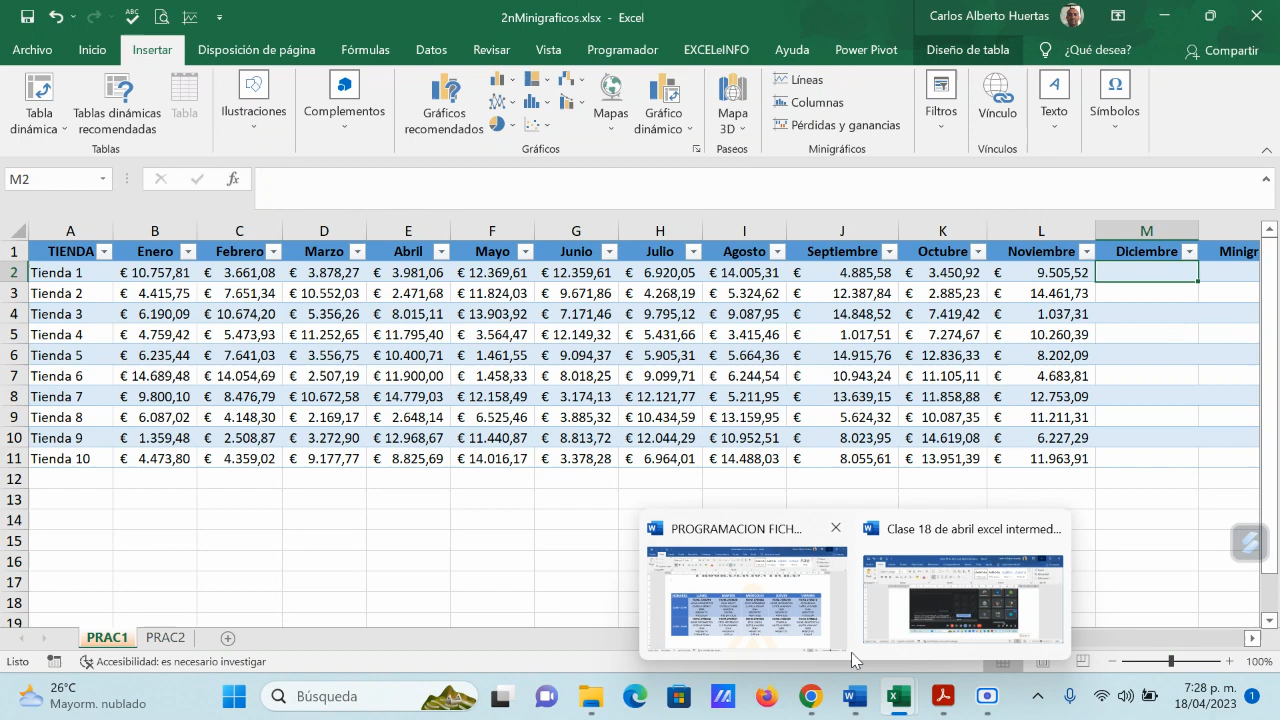 2nMinigraficos.xlsx - Excel
Carlos Alberto Huertas
Archivo Inicio Insertar Disposición de página Fórmulas Datos Revisar Vista Programador EXCELeINFO Ayuda Power Pivot Diseño de tabla ¿Qué desea? Compartir
Tabla dinámica
Tablas dinámicas recomendadas
Tabla
Ilustraciones
Complementos
Gráficos recomendados
Mapas
Gráfico dinámico
Mapa 3D
Líneas
Columnas
Pérdidas y ganancias
Filtros
Vínculo
Texto
Símbolos
Tablas Gráficos Paseos Minigráficos Vínculos
M2 fx
A B C D E F G H I J K L M
1 TIENDA Enero Febrero Marzo Abril Mayo Junio Julio Agosto Septiembre Octubre Noviembre Diciembre Minigr
2 Tienda 1 € 10.757,81 € 3.661,08 € 3.878,27 € 3.981,06 € 12.369,61 € 12.359,61 € 6.920,05 € 14.005,31 € 4.885,58 € 3.450,92 € 9.505,52
3 Tienda 2 € 4.415,75 € 7.651,34 € 10.552,03 € 2.471,68 € 11.824,03 € 9.671,86 € 4.268,19 € 5.324,62 € 12.387,84 € 2.885,23 € 14.461,73
4 Tienda 3 € 6.190,09 € 10.674,20 € 5.356,26 € 8.015,11 € 13.903,92 € 7.171,46 € 9.795,12 € 9.087,95 € 14.848,52 € 7.419,42 € 1.037,31
5 Tienda 4 € 4.759,42 € 5.473,93 € 11.252,65 € 11.795,40 € 3.564,47 € 12.149,32 € 5.431,66 € 3.415,46 € 1.017,51 € 7.274,67 € 10.260,39
6 Tienda 5 € 6.235,44 € 7.641,03 € 3.556,75 € 10.400,71 € 1.461,55 € 9.094,37 € 5.905,31 € 5.664,36 € 14.915,76 € 12.836,33 € 8.202,09
7 Tienda 6 € 14.689,48 € 14.054,69 € 2.507,19 € 11.900,00 € 1.458,33 € 8.018,25 € 9.099,71 € 6.244,54 € 10.943,24 € 11.105,11 € 4.683,81
8 Tienda 7 € 9.800,10 € 8.476,79 € 10.672,58 € 14.779,03 € 12.158,49 € 3.174,13 € 12.121,77 € 5.211,95 € 13.639,15 € 11.858,88 € 12.753,09
9 Tienda 8 € 6.087,02 € 4.148,30 € 2.169,17 € 2.648,14 € 6.525,46 € 3.885,32 € 10.434,59 € 13.159,95 € 5.624,32 € 10.087,35 € 11.211,31
10 Tienda 9 € 1.359,48 € 2.508,87 € 3.272,90 € 12.968,67 € 11.440,87 € 8.813,72 € 12.044,29 € 10.952,51 € 8.023,95 € 14.619,08 € 6.227,29
11 Tienda 10 € 4.473,80 € 4.359,02 € 9.177,77 € 8.825,69 € 14.016,17 € 3.378,28 € 6.964,01 € 14.488,03 € 8.055,61 € 13.951,39 € 11.963,91
12
13
14
15
16
17
18
PROGRAMACION FICH...
Clase 18 de abril excel intermed...
PRAC1 PRAC2
Listo Accesibilidad: es necesario investigar 100%
26°C
Mayorm. nublado
Búsqueda
7:28 p. m.
18/04/2023
1